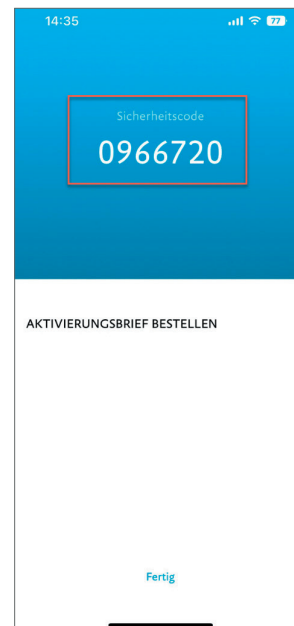 14:35
77
Sicherheitscode
0966720
AKTIVIERUNGSBRIEF BESTELLEN
Fertig